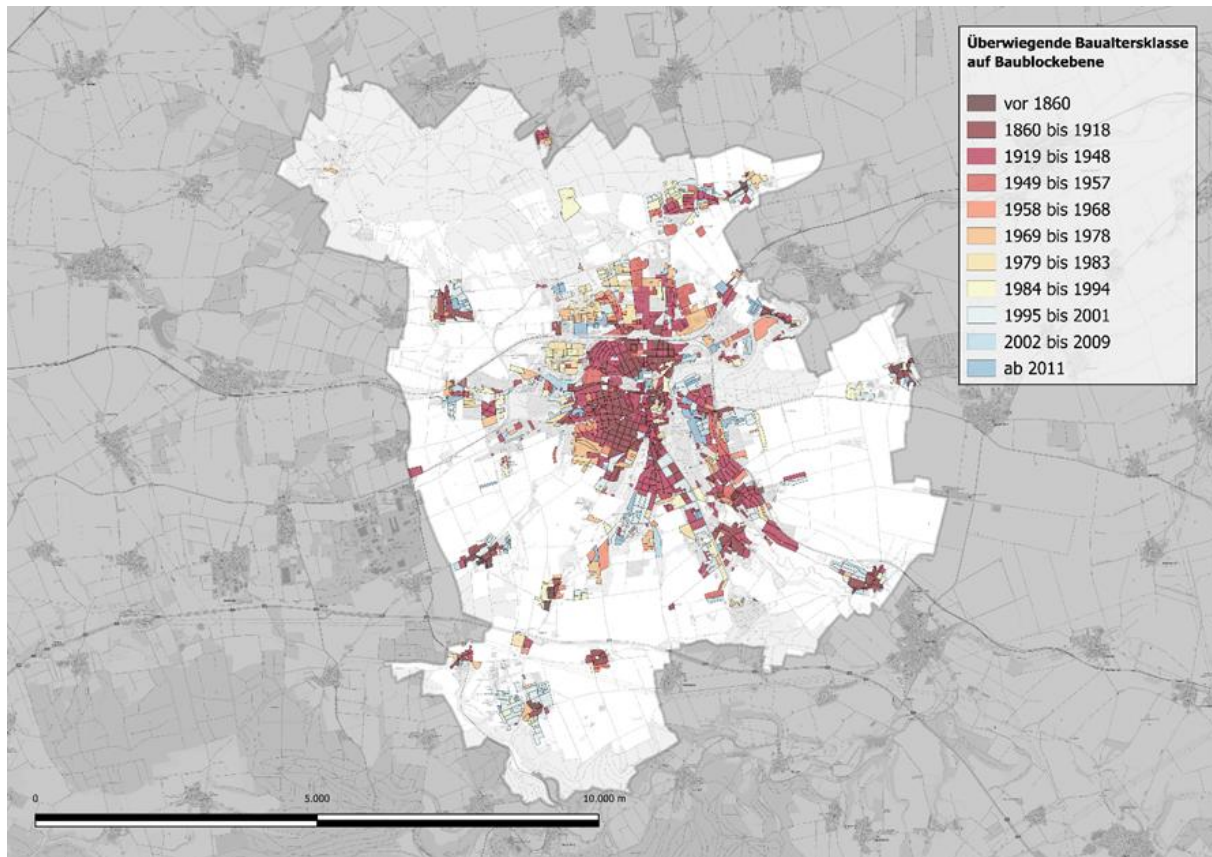 Überwiegende Baualtersklasse
auf Baublockebene
vor 1860
1860 bis 1918
1919 bis 1948
1949 bis 1957
1958 bis 1968
1969 bis 1978
1979 bis 1983
1984 bis 1994
1995 bis 2001
2002 bis 2009
ab 2011
0
5.000
10.000 m